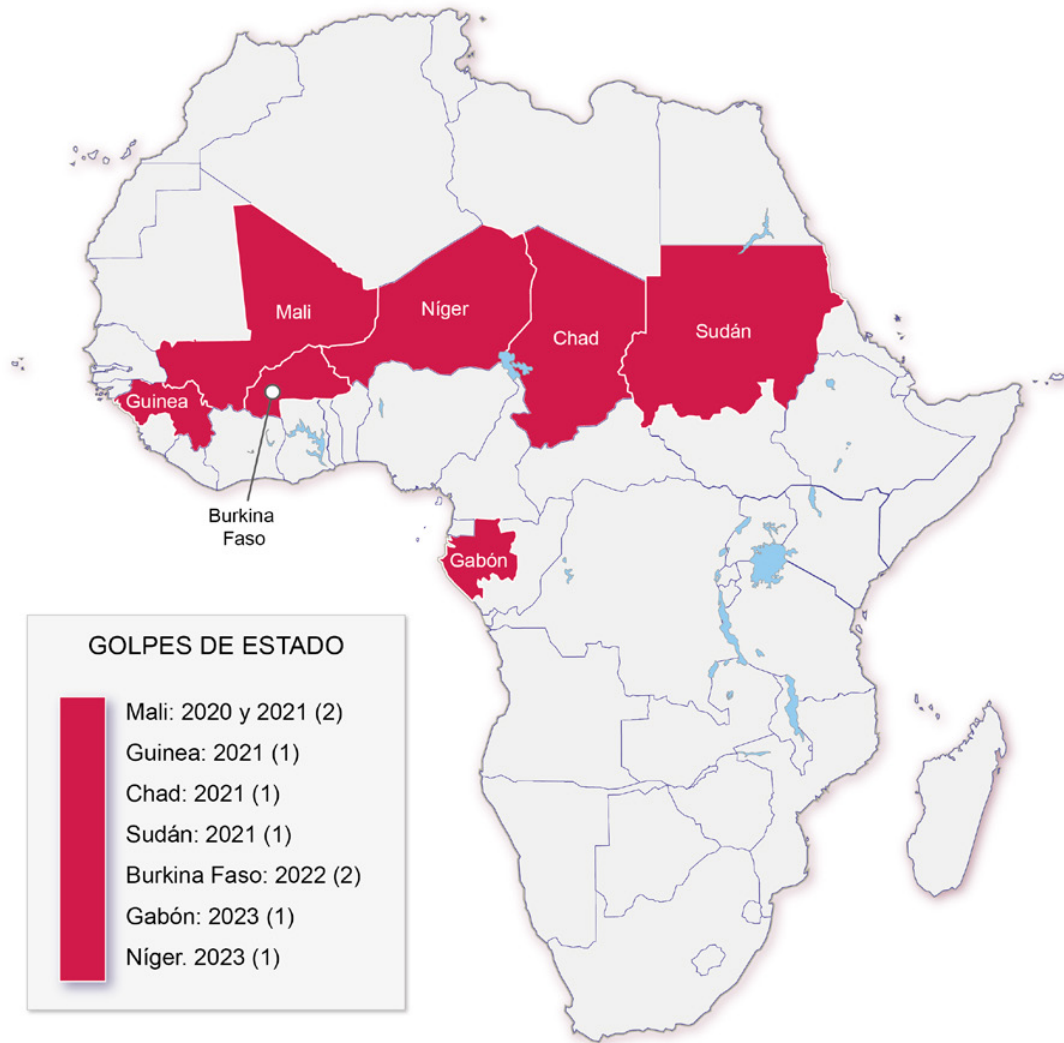 Mali
Níger
Chad
Sudán
Guinea
Burkina
Faso
Gabón
GOLPES DE ESTADO
Mali: 2020 y 2021 (2)
Guinea: 2021 (1)
Chad: 2021 (1)
Sudán: 2021 (1)
Burkina Faso: 2022 (2)
Gabón: 2023 (1)
Níger. 2023 (1)